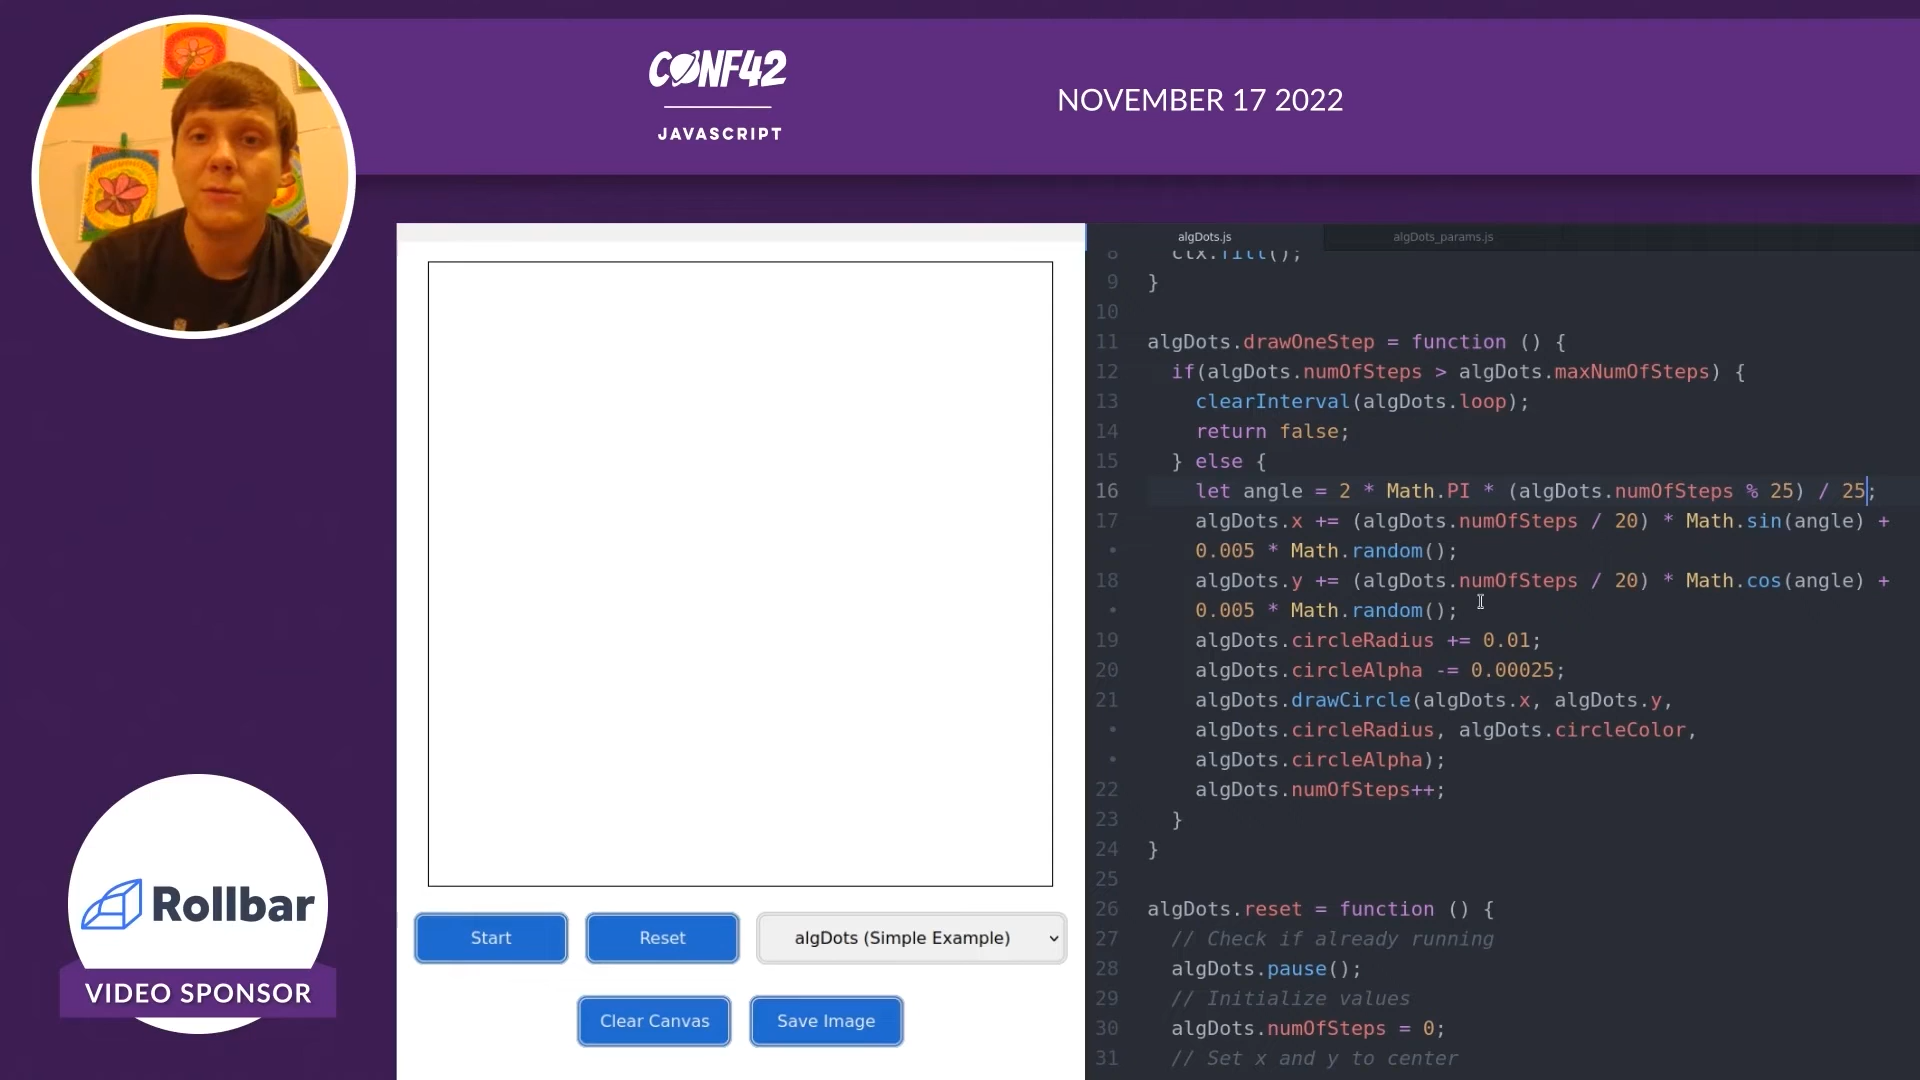 CONF42
JAVASCRIPT
NOVEMBER 17 2022
algDots.js
algDots_params.js
8 ctx.fill();
9 }
10
11 algDots.drawOneStep = function () {
12 if(algDots.numOfSteps > algDots.maxNumOfSteps) {
13 clearInterval(algDots.loop);
14 return false;
15 } else {
16 let angle = 2 * Math.PI * (algDots.numOfSteps % 25) / 25;
17 algDots.x += (algDots.numOfSteps / 20) * Math.sin(angle) +
• 0.005 * Math.random();
18 algDots.y += (algDots.numOfSteps / 20) * Math.cos(angle) +
• 0.005 * Math.random();
19 algDots.circleRadius += 0.01;
20 algDots.circleAlpha -= 0.00025;
21 algDots.drawCircle(algDots.x, algDots.y,
• algDots.circleRadius, algDots.circleColor,
• algDots.circleAlpha);
22 algDots.numOfSteps++;
23 }
24 }
25
26 algDots.reset = function () {
27 // Check if already running
28 algDots.pause();
29 // Initialize values
30 algDots.numOfSteps = 0;
31 // Set x and y to center
Start
Reset
algDots (Simple Example)
Clear Canvas
Save Image
Rollbar
VIDEO SPONSOR